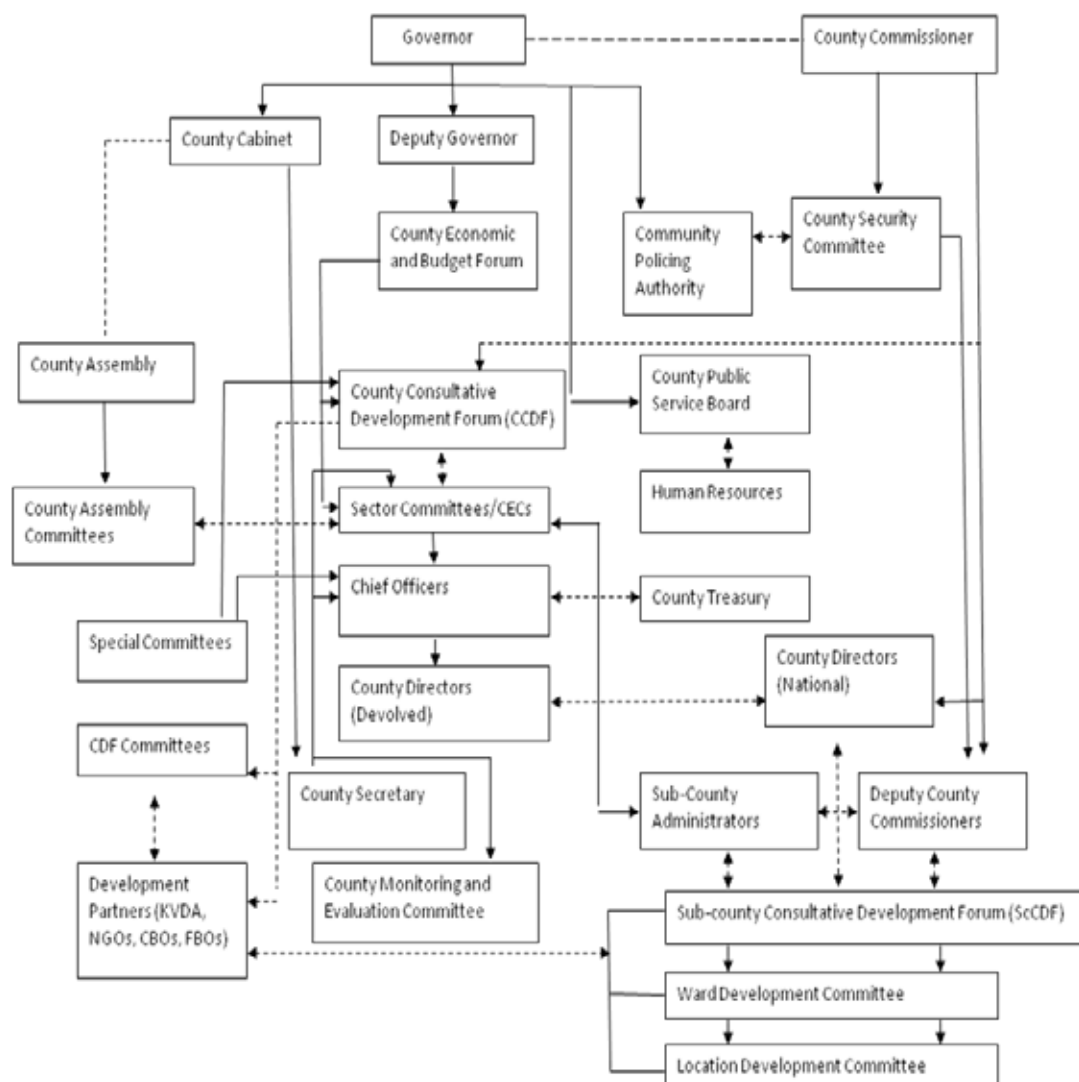 Governor
County Commissioner
County Cabinet
Deputy Governor
County Economic
and Budget Forum
Community
Policing
Authority
County Security
Committee
County Assembly
County Consultative
Development Forum (CCDF)
County Public
Service Board
County Assembly
Committees
Sector Committees/CECs
Human Resources
Chief Officers
County Treasury
Special Committees
County Directors
(Devolved)
County Directors
(National)
CDF Committees
County Secretary
Sub-County
Administrators
Deputy County
Commissioners
Development
Partners (KVDA,
NGOs, CBOs, FBOs)
County Monitoring and
Evaluation Committee
Sub-county Consultative Development Forum (ScCDF)
Ward Development Committee
Location Development Committee